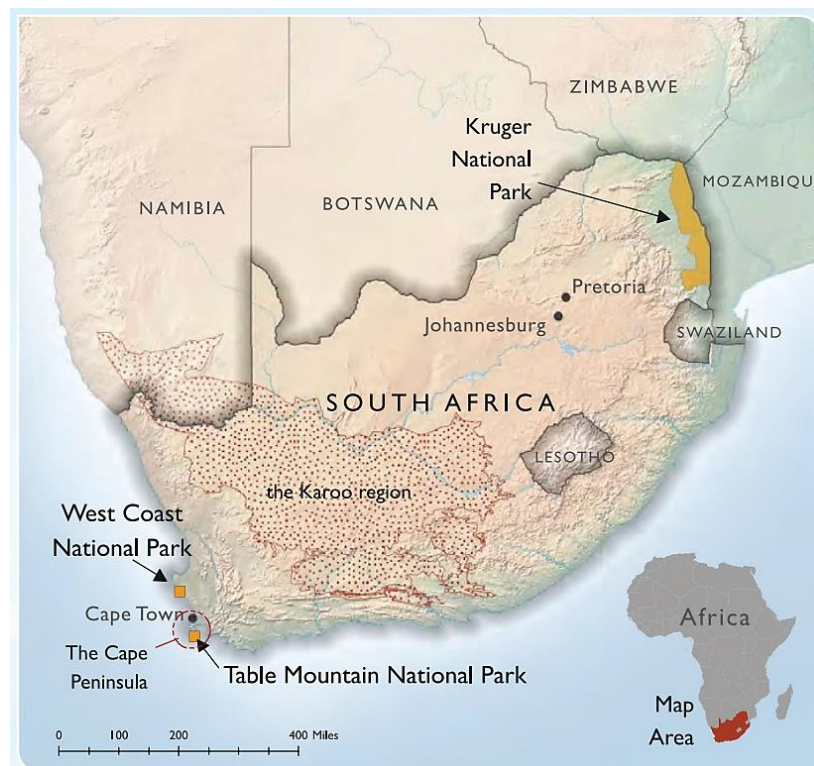 ZIMBABWE
Kruger
National
Park
MOZAMBIQU
NAMIBIA
BOTSWANA
Pretoria
Johannesburg
SWAZILAND
SOUTH AFRICA
LESOTHO
the Karoo region
West Coast
National Park
Cape Town
The Cape
Peninsula
Table Mountain National Park
Africa
Map
Area
0 200 400 Miles